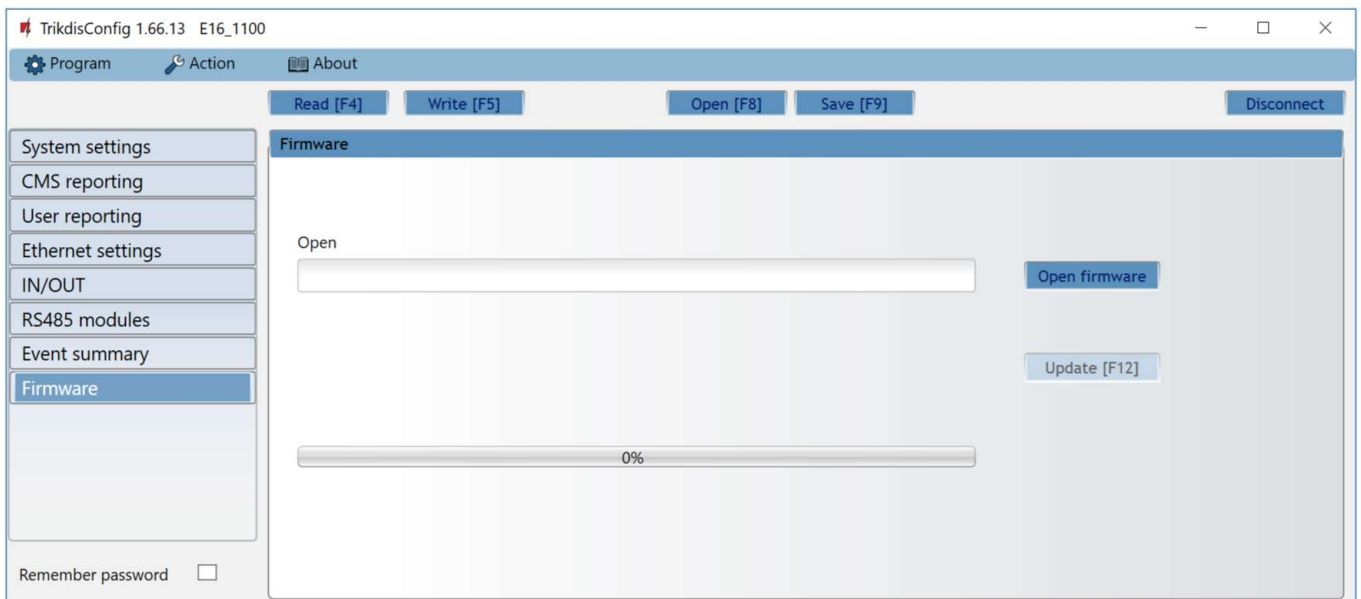 TrikdisConfig 1.66.13 E16_1100
Program Action About
Read [F4] Write [F5] Open [F8] Save [F9] Disconnect
System settings
CMS reporting
User reporting
Ethernet settings
IN/OUT
RS485 modules
Event summary
Firmware
Remember password
Firmware
Open
Open firmware
Update [F12]
0%